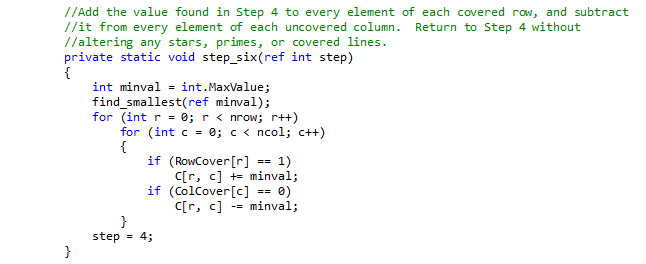 //Add the value found in Step 4 to every element of each covered row, and subtract
//it from every element of each uncovered column.  Return to Step 4 without
//altering any stars, primes, or covered lines.
private static void step_six(ref int step)
{
    int minval = int.MaxValue;
    find_smallest(ref minval);
    for (int r = 0; r < nrow; r++)
        for (int c = 0; c < ncol; c++)
        {
            if (RowCover[r] == 1)
                C[r, c] += minval;
            if (ColCover[c] == 0)
                C[r, c] -= minval;
        }
    step = 4;
}